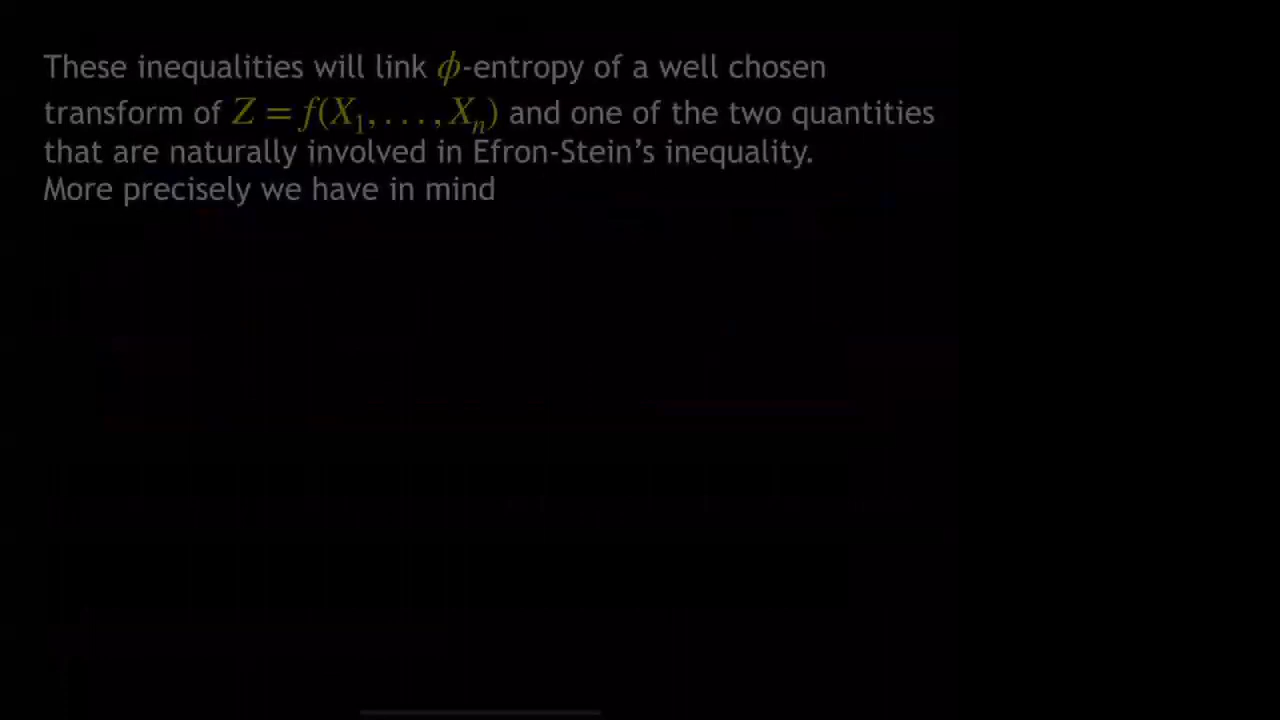 These inequalities will link ϕ-entropy of a well chosen
transform of Z = f(X₁, . . . , Xₙ) and one of the two quantities
that are naturally involved in Efron-Stein’s inequality.
More precisely we have in mind